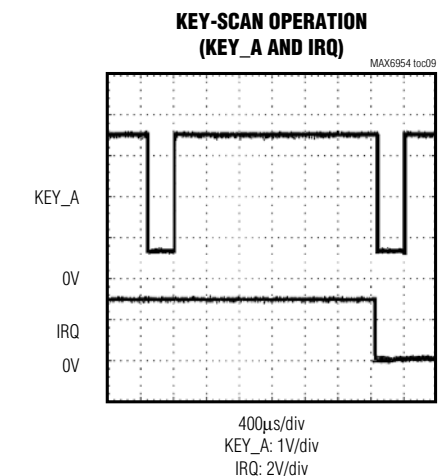 KEY-SCAN OPERATION
(KEY_A AND IRQ)
MAX6954 toc09
KEY_A
0V
IRQ
0V
400µs/div
KEY_A: 1V/div
IRQ: 2V/div